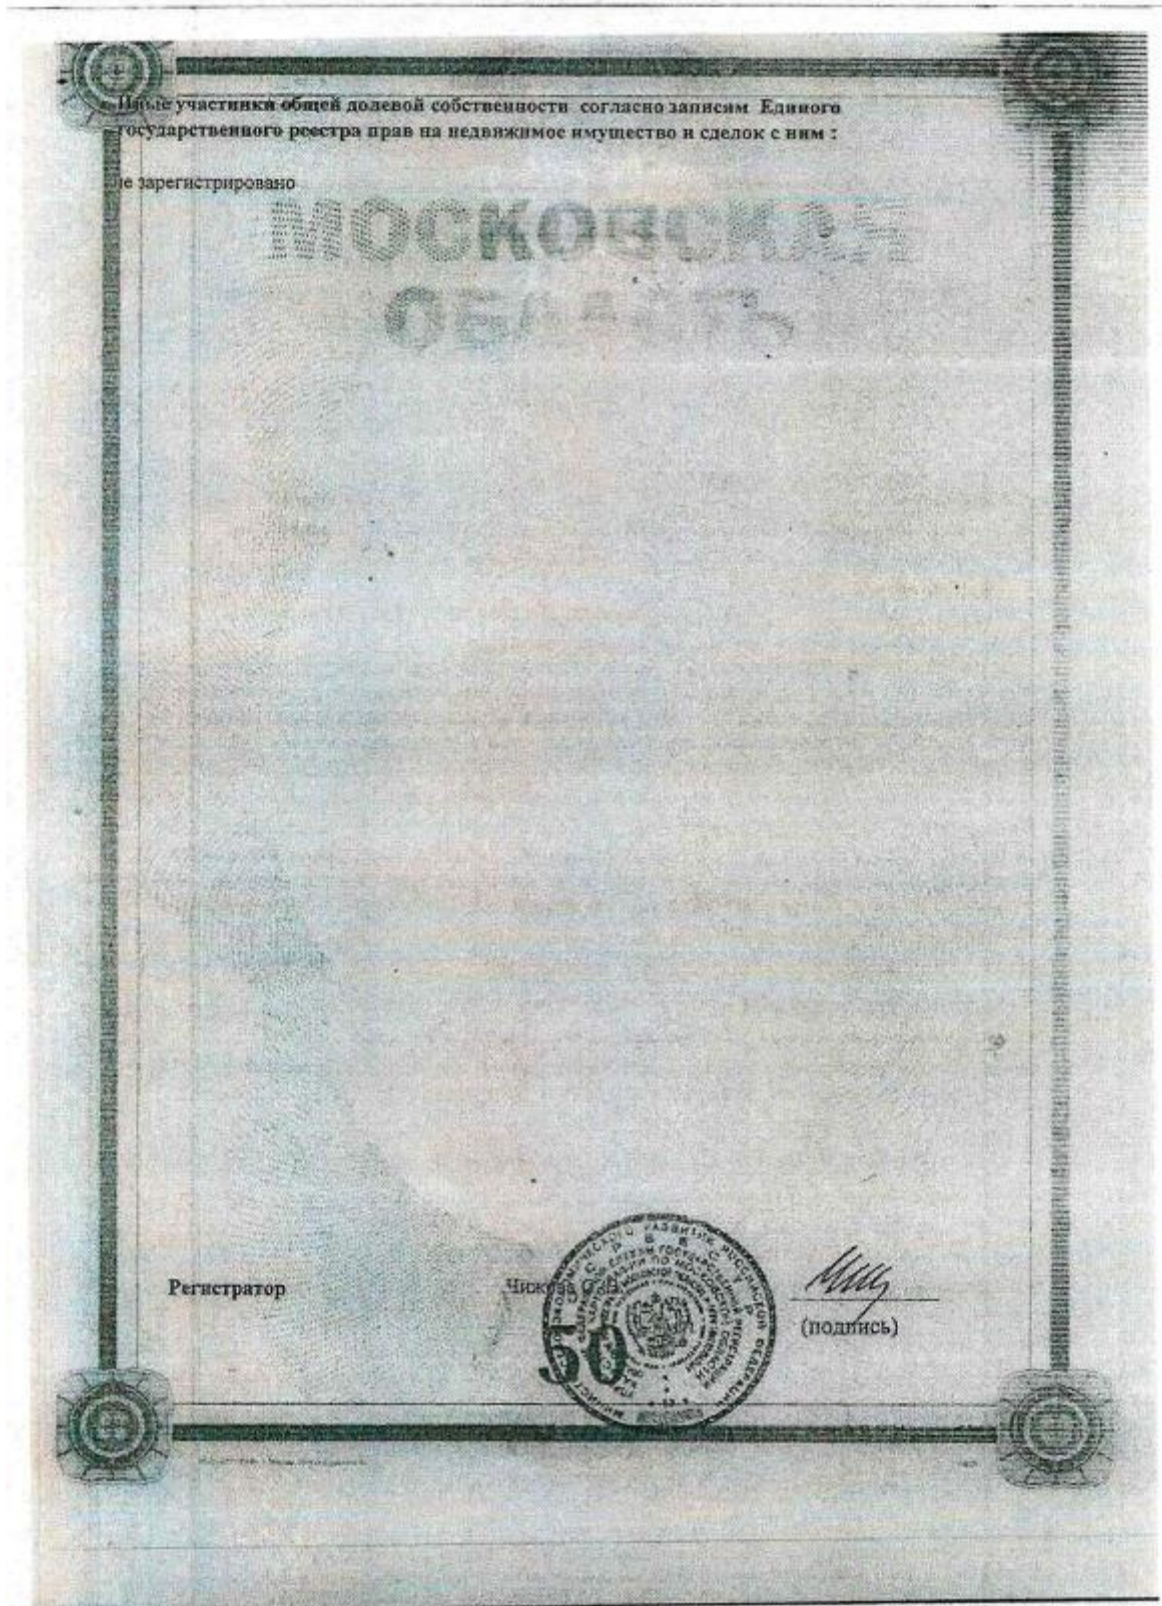 Иные участники общей долевой собственности согласно записям Единого
государственного реестра прав на недвижимое имущество и сделок с ним :
не зарегистрировано
МОСКОВСКАЯ
ОБЛАСТЬ
Регистратор
50
(подпись)